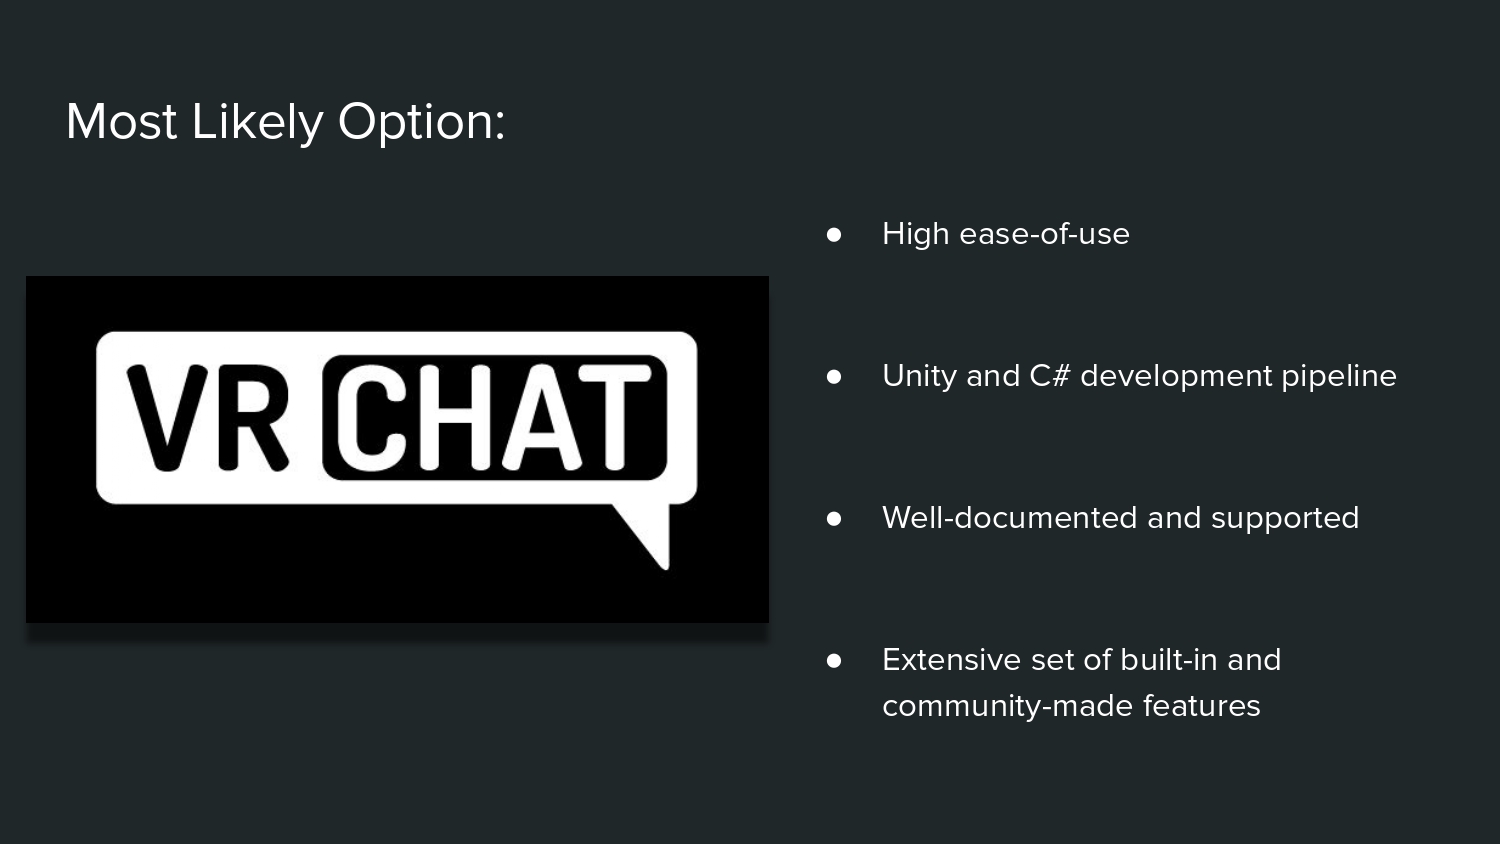 Most Likely Option:
VR CHAT
● High ease-of-use
● Unity and C# development pipeline
● Well-documented and supported
● Extensive set of built-in and
community-made features